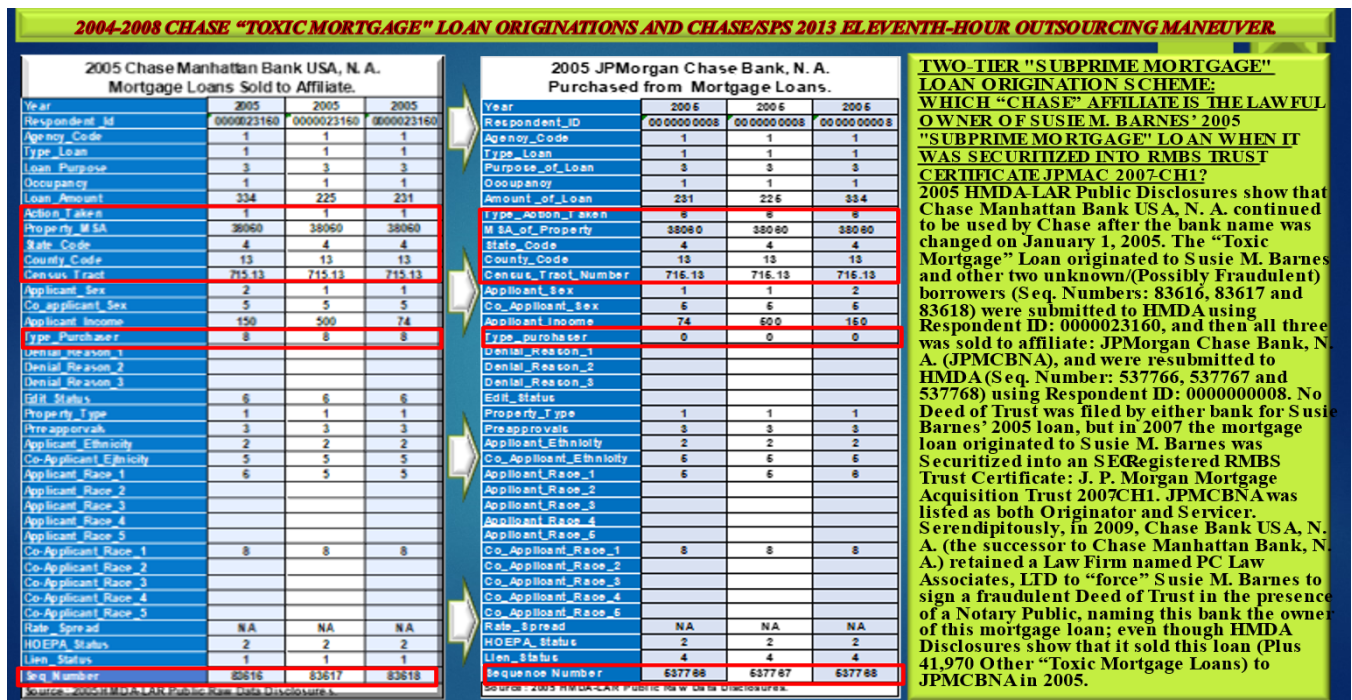 2004-2008 CHASE “TOXIC MORTGAGE" LOAN ORIGINATIONS AND CHASE/SPS 2013 ELEVENTH-HOUR OUTSOURCING MANEUVER.
2005 Chase Manhattan Bank USA, N. A.
Mortgage Loans Sold to Affiliate.
Year 2005 2005 2005
Respondent_Id 0000023160 0000023160 0000023160
Agency_Code 1 1 1
Type_Loan 1 1 1
Loan_Purpose 3 3 3
Occupancy 1 1 1
Loan_Amount 334 225 231
Action_Taken 1 1 1
Property_MSA 38060 38060 38060
State_Code 4 4 4
County_Code 13 13 13
Census_Tract 715.13 715.13 715.13
Applicant_Sex 2 1 1
Co_applicant_Sex 5 5 5
Applicant_Income 150 500 74
Type_Purchaser 8 8 8
Denial_Reason_1
Denial_Reason_2
Denial_Reason_3
Edit_Status 6 6 6
Property_Type 1 1 1
Prreapporvals 3 3 3
Applicant_Ethnicity 2 2 2
Co-Applicant_Ejtnicity 5 5 5
Applicant_Race_1 6 5 5
Applicant_Race_2
Applicant_Race_3
Applicant_Race_4
Applicant_Race_5
Co-Applicant_Race_1 8 8 8
Co-Applicant_Race_2
Co-Applicant_Race_3
Co-Applicant_Race_4
Co-Applicant_Race_5
Rate_Spread NA NA NA
HOEPA_Status 2 2 2
Lien_Status 1 1 1
Seq_Number 83616 83617 83618
Source: 2005 HMDA-LAR Public Raw Data Disclosures.
2005 JPMorgan Chase Bank, N. A.
Purchased from Mortgage Loans.
Year 2005 2005 2005
Respondent_ID 0000000008 0000000008 0000000008
Agency_Code 1 1 1
Type_Loan 1 1 1
Purpose_of_Loan 3 3 3
Occupancy 1 1 1
Amount_of_Loan 231 225 334
Type_Action_Taken 6 6 6
MSA_of_Property 38060 38060 38060
State_Code 4 4 4
County_Code 13 13 13
Census_Tract_Number 715.13 715.13 715.13
Applicant_Sex 1 1 2
Co_Applicant_Sex 5 5 5
Applicant_Income 74 500 150
Type_purchaser 0 0 0
Denial_Reason_1
Denial_Reason_2
Denial_Reason_3
Edit_Status
Property_Type 1 1 1
Preapprovals 3 3 3
Applicant_Ethnicity 2 2 2
Co_Applicant_Ethnicity 5 5 5
Applicant_Race_1 5 5 6
Applicant_Race_2
Applicant_Race_3
Applicant_Race_4
Applicant_Race_5
Co_Applicant_Race_1 8 8 8
Co_Applicant_Race_2
Co_Applicant_Race_3
Co_Applicant_Race_4
Co_Applicant_Race_5
Rate_Spread NA NA NA
HOEPA_Status 2 2 2
Lien_Status 4 4 4
Sequence Number 537766 537767 537768
Source: 2005 HMDA-LAR Public Raw Data Disclosures.
TWO-TIER "SUBPRIME MORTGAGE"
LOAN ORIGINATION SCHEME:
WHICH “CHASE” AFFILIATE IS THE LAWFUL
OWNER OF SUSIE M. BARNES’ 2005
"SUBPRIME MORTGAGE" LOAN WHEN IT
WAS SECURITIZED INTO RMBS TRUST
CERTIFICATE JPMAC 2007-CH1?
2005 HMDA-LAR Public Disclosures show that
Chase Manhattan Bank USA, N. A. continued
to be used by Chase after the bank name was
changed on January 1, 2005. The “Toxic
Mortgage” Loan originated to Susie M. Barnes
and other two unknown/(Possibly Fraudulent)
borrowers (Seq. Numbers: 83616, 83617 and
83618) were submitted to HMDA using
Respondent ID: 0000023160, and then all three
was sold to affiliate: JPMorgan Chase Bank, N.
A. (JPMCBNA), and were resubmitted to
HMDA (Seq. Number: 537766, 537767 and
537768) using Respondent ID: 0000000008. No
Deed of Trust was filed by either bank for Susie
Barnes’ 2005 loan, but in 2007 the mortgage
loan originated to Susie M. Barnes was
Securitized into an SECRegistered RMBS
Trust Certificate: J. P. Morgan Mortgage
Acquisition Trust 2007CH1. JPMCBNA was
listed as both Originator and Servicer.
Serendipitously, in 2009, Chase Bank USA, N.
A. (the successor to Chase Manhattan Bank, N.
A.) retained a Law Firm named PC Law
Associates, LTD to “force” Susie M. Barnes to
sign a fraudulent Deed of Trust in the presence
of a Notary Public, naming this bank the owner
of this mortgage loan; even though HMDA
Disclosures show that it sold this loan (Plus
41,970 Other “Toxic Mortgage Loans) to
JPMCBNA in 2005.